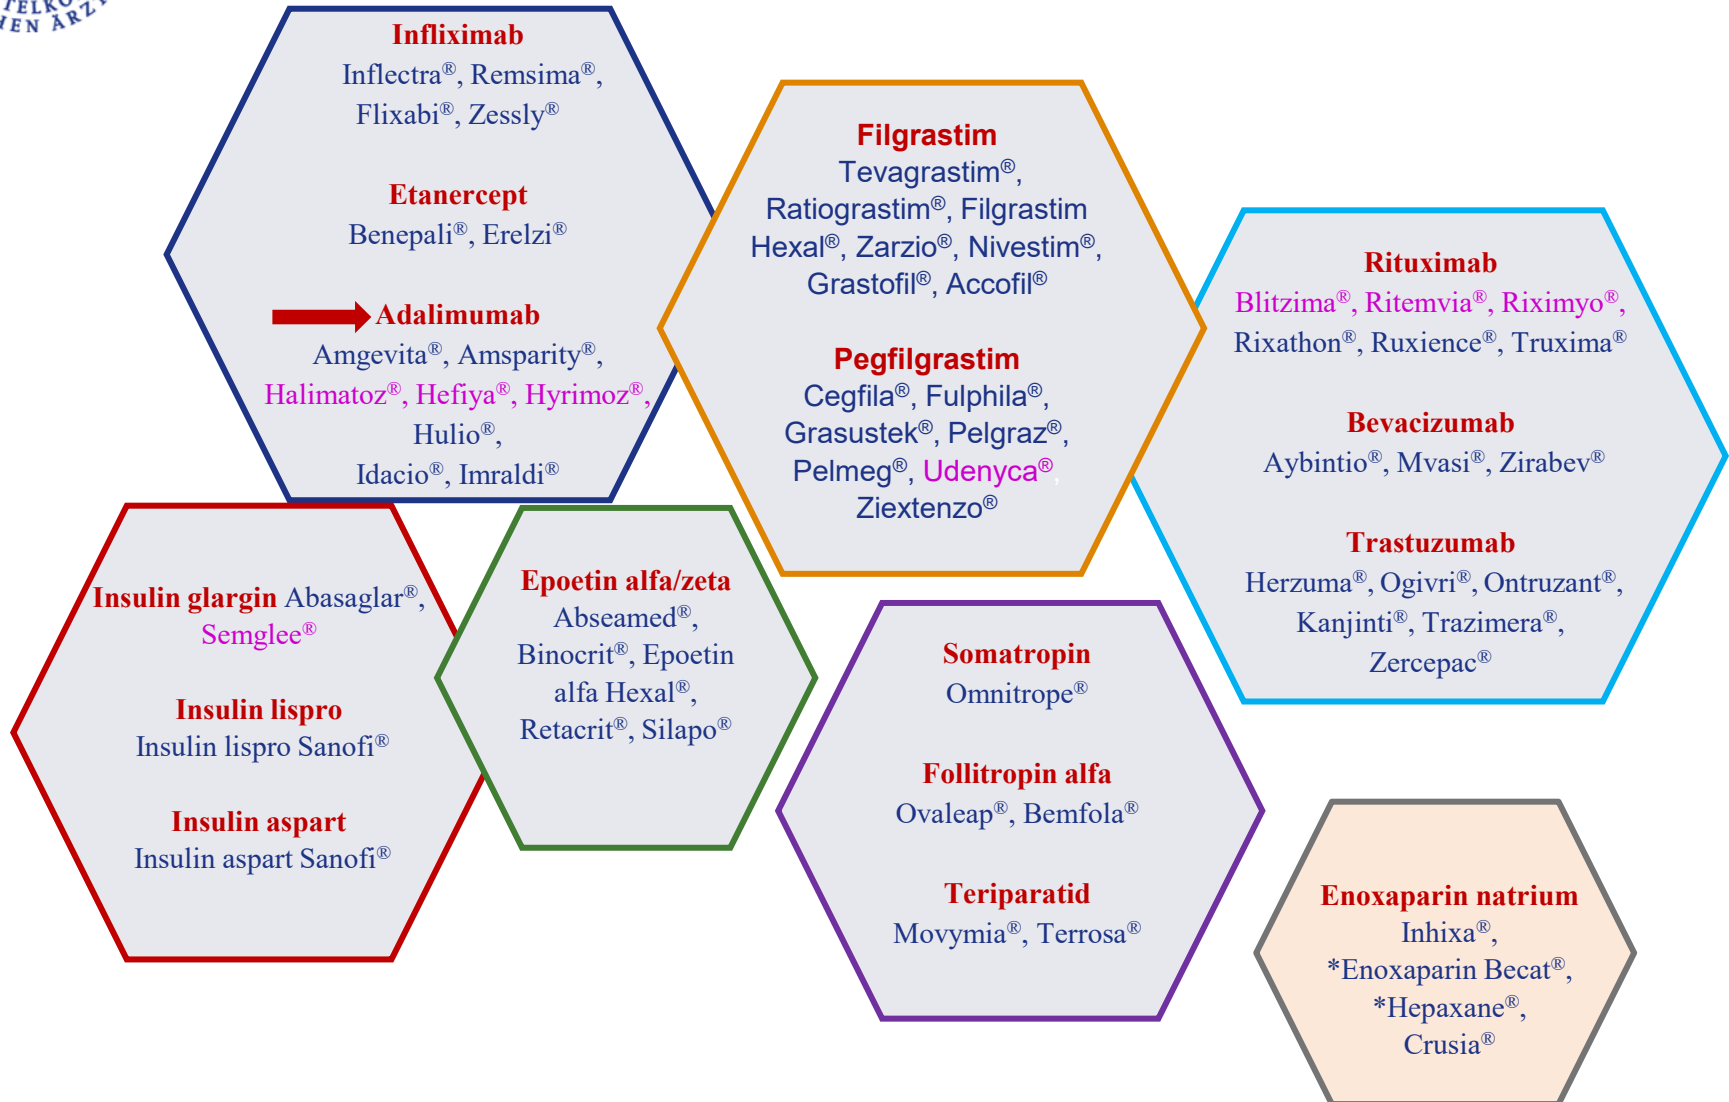 HEN ÄRZ
Infliximab
Inflectra®, Remsima®,
Flixabi®, Zessly®
Etanercept
Benepali®, Erelzi®
Adalimumab
Amgevita®, Amsparity®,
Halimatoz®, Hefiya®, Hyrimoz®,
Hulio®,
Idacio®, Imraldi®
Filgrastim
Tevagrastim®,
Ratiograstim®, Filgrastim
Hexal®, Zarzio®, Nivestim®,
Grastofil®, Accofil®
Pegfilgrastim
Cegfila®, Fulphila®,
Grasustek®, Pelgraz®,
Pelmeg®, Udenyca®,
Ziextenzo®
Rituximab
Blitzima®, Ritemvia®, Riximyo®,
Rixathon®, Ruxience®, Truxima®
Bevacizumab
Aybintio®, Mvasi®, Zirabev®
Trastuzumab
Herzuma®, Ogivri®, Ontruzant®,
Kanjinti®, Trazimera®,
Zercepac®
Insulin glargin Abasaglar®,
Semglee®
Insulin lispro
Insulin lispro Sanofi®
Insulin aspart
Insulin aspart Sanofi®
Epoetin alfa/zeta
Abseamed®,
Binocrit®, Epoetin
alfa Hexal®,
Retacrit®, Silapo®
Somatropin
Omnitrope®
Follitropin alfa
Ovaleap®, Bemfola®
Teriparatid
Movymia®, Terrosa®
Enoxaparin natrium
Inhixa®,
*Enoxaparin Becat®,
*Hepaxane®,
Crusia®